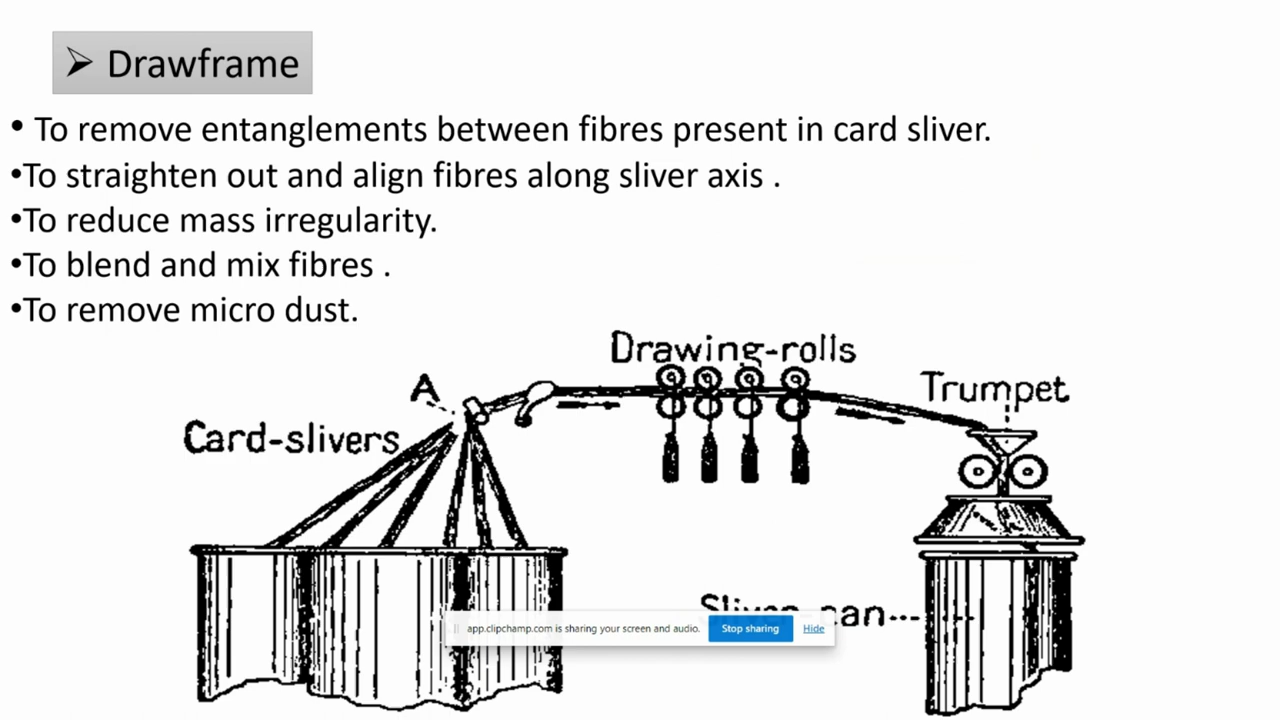 ➢ Drawframe
• To remove entanglements between fibres present in card sliver.
•To straighten out and align fibres along sliver axis .
•To reduce mass irregularity.
•To blend and mix fibres .
•To remove micro dust.
Drawing-rolls
A
Trumpet
Card-slivers
Sliver-can
app.clipchamp.com is sharing your screen and audio. Stop sharing Hide